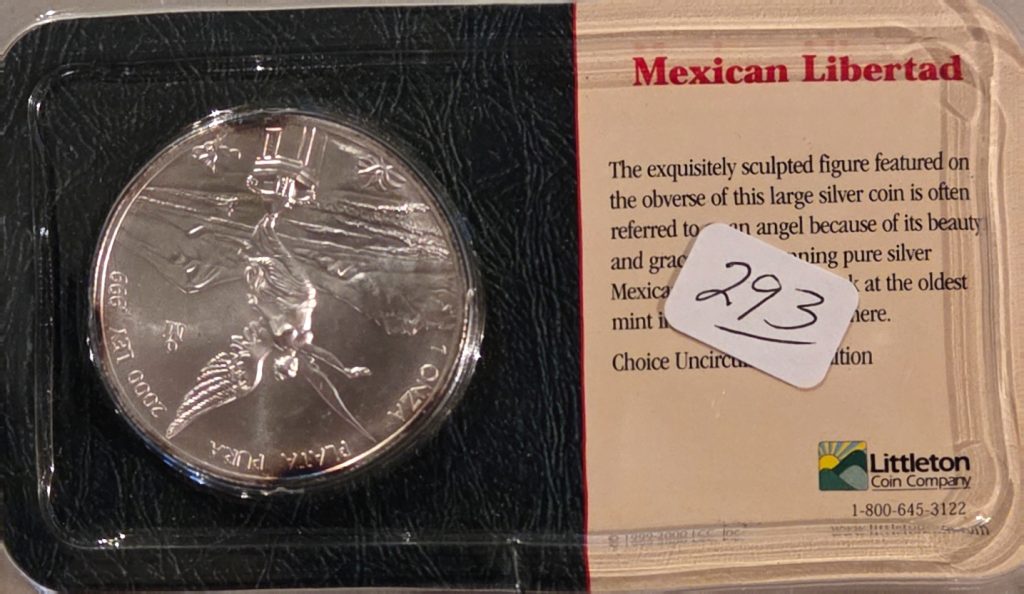 Mexican Libertad
The exquisitely sculpted figure featured on
the obverse of this large silver coin is often
referred to an angel because of its beauty
and grac ning pure silver
Mexica k at the oldest
mint i here.
Choice Uncircu ition
293
Littleton
Coin Company
1-800-645-3122
1 ONZA
PLATA PURA
2000 LEY .999